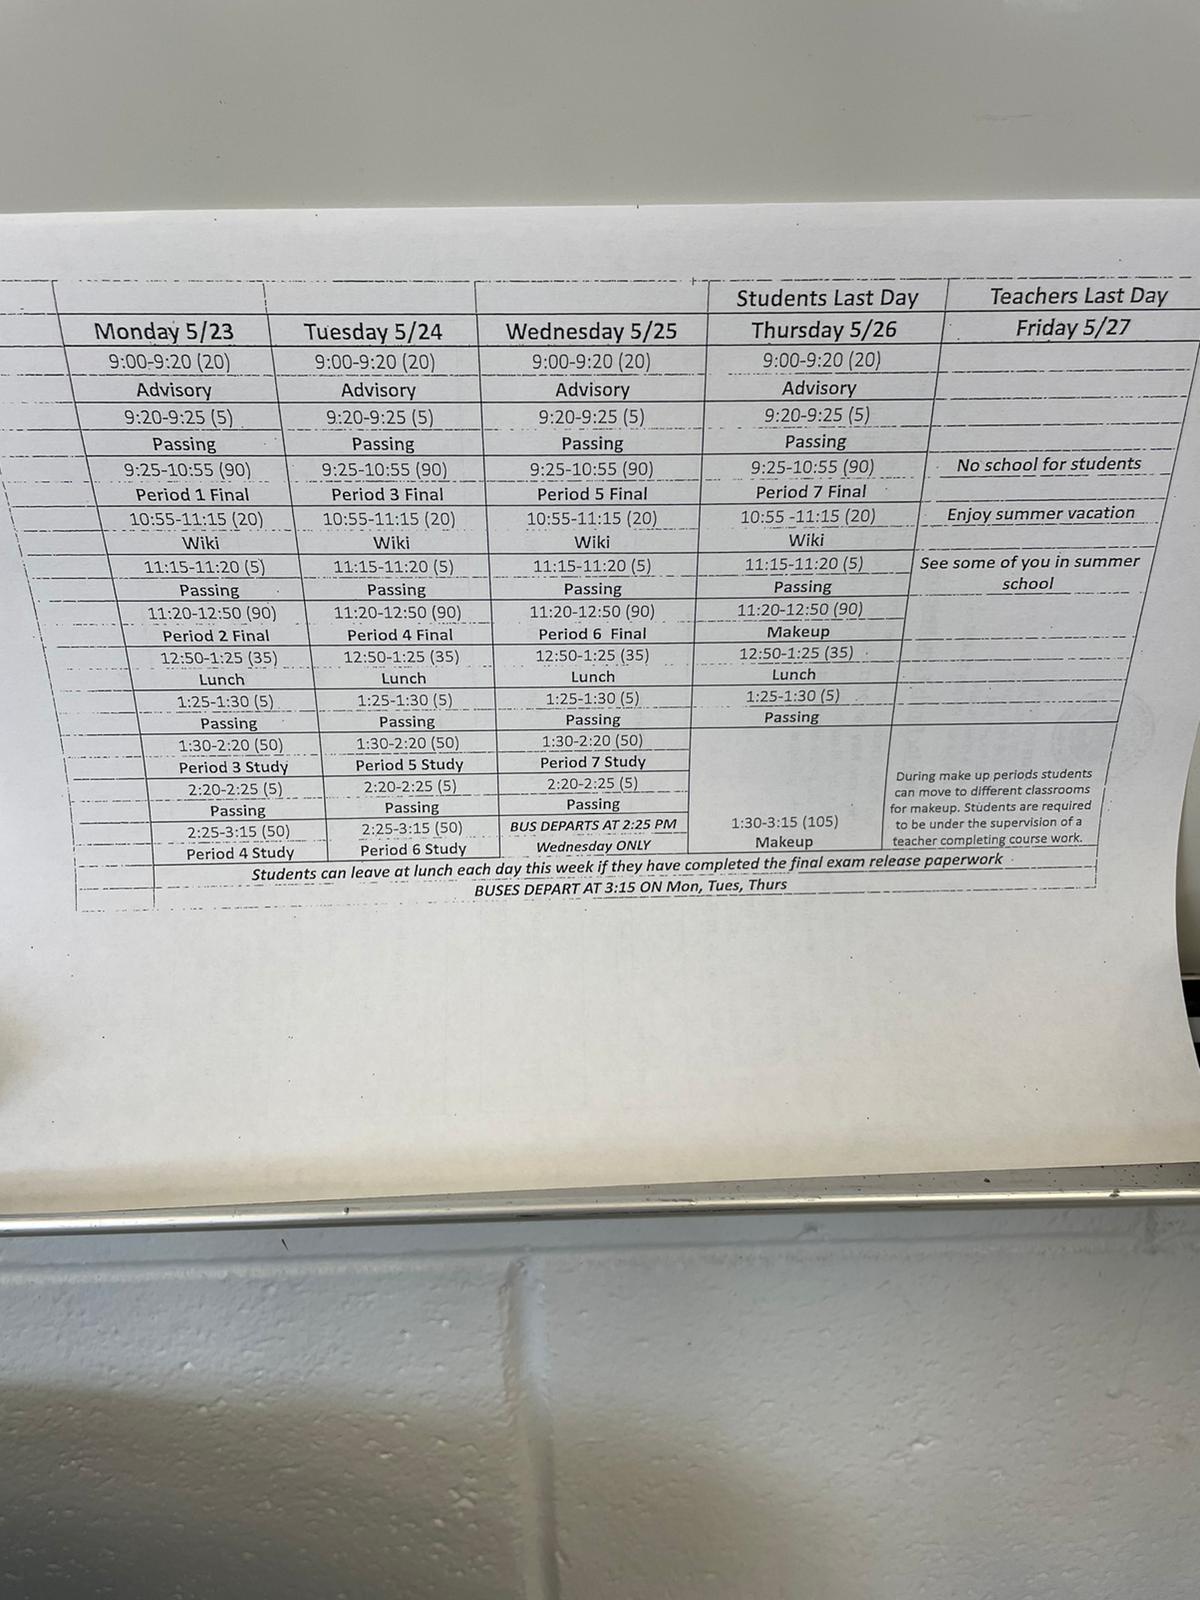 Students Last Day Teachers Last Day
Monday 5/23 Tuesday 5/24 Wednesday 5/25 Thursday 5/26 Friday 5/27
9:00-9:20 (20) 9:00-9:20 (20) 9:00-9:20 (20) 9:00-9:20 (20)
Advisory Advisory Advisory Advisory
9:20-9:25 (5) 9:20-9:25 (5) 9:20-9:25 (5) 9:20-9:25 (5)
Passing Passing Passing Passing
9:25-10:55 (90) 9:25-10:55 (90) 9:25-10:55 (90) 9:25-10:55 (90) No school for students
Period 1 Final Period 3 Final Period 5 Final Period 7 Final
10:55-11:15 (20) 10:55-11:15 (20) 10:55-11:15 (20) 10:55 -11:15 (20) Enjoy summer vacation
Wiki Wiki Wiki Wiki
11:15-11:20 (5) 11:15-11:20 (5) 11:15-11:20 (5) 11:15-11:20 (5) See some of you in summer
Passing Passing Passing Passing school
11:20-12:50 (90) 11:20-12:50 (90) 11:20-12:50 (90) 11:20-12:50 (90)
Period 2 Final Period 4 Final Period 6 Final Makeup
12:50-1:25 (35) 12:50-1:25 (35) 12:50-1:25 (35) 12:50-1:25 (35)
Lunch Lunch Lunch Lunch
1:25-1:30 (5) 1:25-1:30 (5) 1:25-1:30 (5) 1:25-1:30 (5)
Passing Passing Passing Passing
1:30-2:20 (50) 1:30-2:20 (50) 1:30-2:20 (50)
Period 3 Study Period 5 Study Period 7 Study
2:20-2:25 (5) 2:20-2:25 (5) 2:20-2:25 (5)
Passing Passing Passing
2:25-3:15 (50) 2:25-3:15 (50) BUS DEPARTS AT 2:25 PM 1:30-3:15 (105)
Period 4 Study Period 6 Study Wednesday ONLY Makeup
During make up periods students
can move to different classrooms
for makeup. Students are required
to be under the supervision of a
teacher completing course work.
Students can leave at lunch each day this week if they have completed the final exam release paperwork
BUSES DEPART AT 3:15 ON Mon, Tues, Thurs